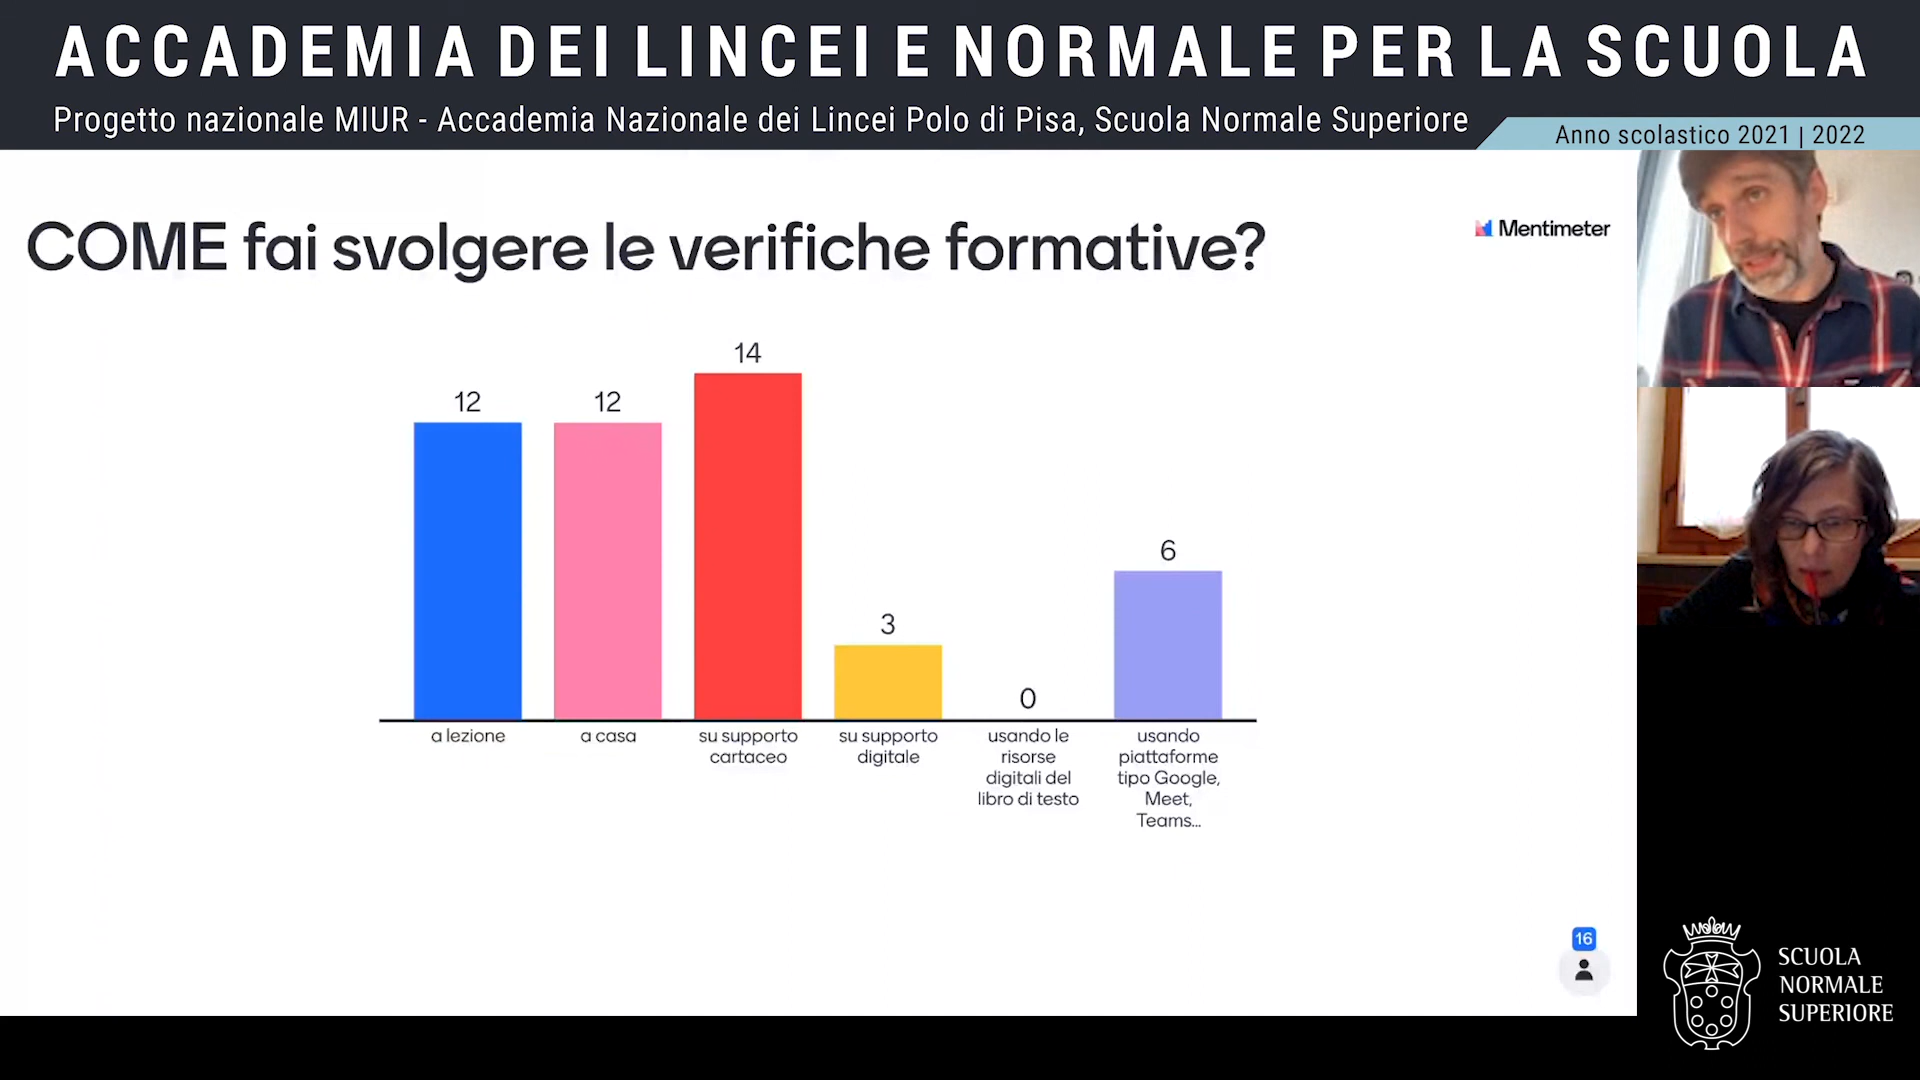 ACCADEMIA DEI LINCEI E NORMALE PER LA SCUOLA
Progetto nazionale MIUR - Accademia Nazionale dei Lincei Polo di Pisa, Scuola Normale Superiore
Anno scolastico 2021 | 2022
COME fai svolgere le verifiche formative?
Mentimeter
12
12
14
3
0
6
a lezione
a casa
su supporto
cartaceo
su supporto
digitale
usando le
risorse
digitali del
libro di testo
usando
piattaforme
tipo Google,
Meet,
Teams...
16
SCUOLA
NORMALE
SUPERIORE